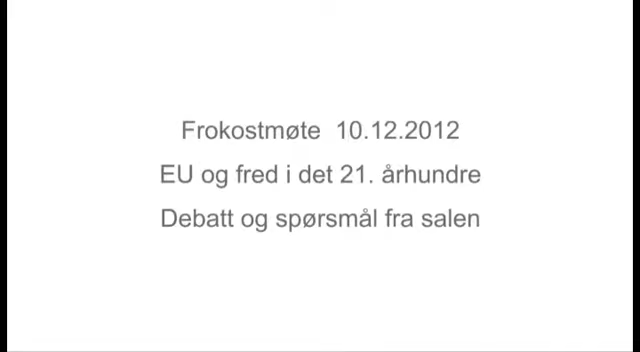 Frokostmøte 10.12.2012
EU og fred i det 21. århundre
Debatt og spørsmål fra salen